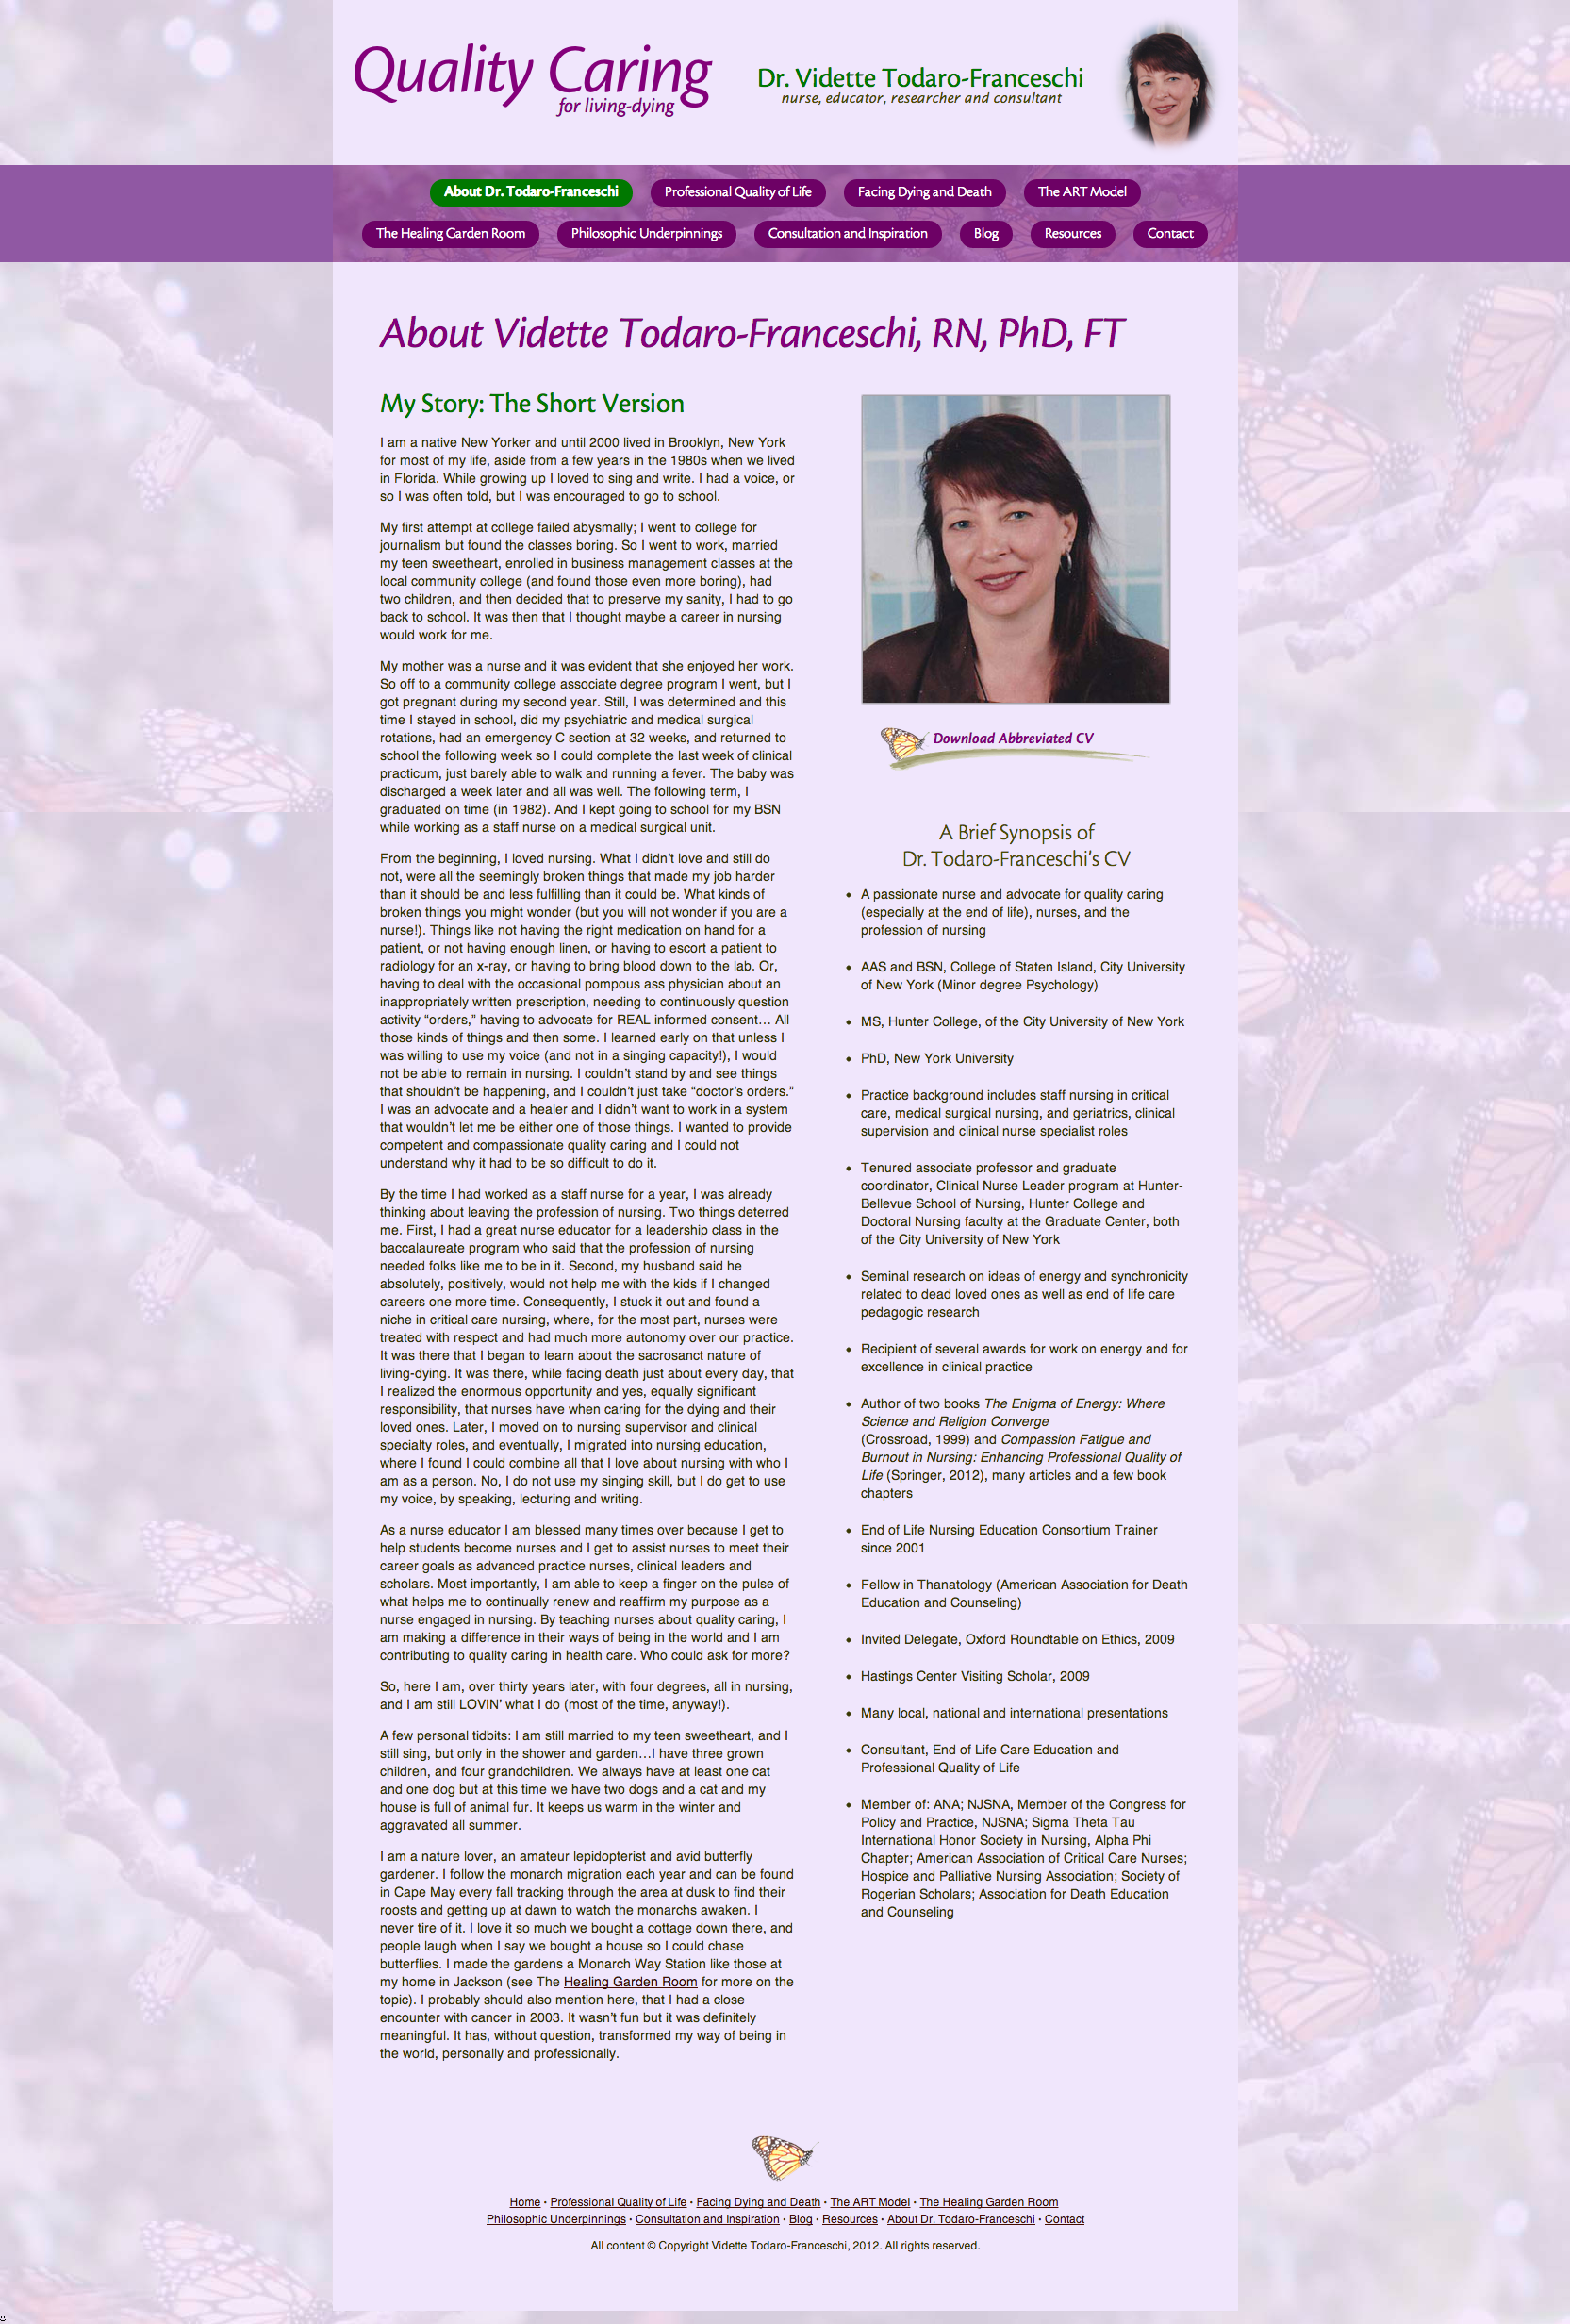 Quality Caring
for living-dying
Dr. Vidette Todaro-Franceschi
nurse, educator, researcher and consultant
About Dr. Todaro-Franceschi
Professional Quality of Life
Facing Dying and Death
The ART Model
The Healing Garden Room
Philosophic Underpinnings
Consultation and Inspiration
Blog
Resources
Contact
About Vidette Todaro-Franceschi, RN, PhD, FT
My Story: The Short Version
I am a native New Yorker and until 2000 lived in Brooklyn, New York
for most of my life, aside from a few years in the 1980s when we lived
in Florida. While growing up I loved to sing and write. I had a voice, or
so I was often told, but I was encouraged to go to school.
My first attempt at college failed abysmally; I went to college for
journalism but found the classes boring. So I went to work, married
my teen sweetheart, enrolled in business management classes at the
local community college (and found those even more boring), had
two children, and then decided that to preserve my sanity, I had to go
back to school. It was then that I thought maybe a career in nursing
would work for me.
My mother was a nurse and it was evident that she enjoyed her work.
So off to a community college associate degree program I went, but I
got pregnant during my second year. Still, I was determined and this
time I stayed in school, did my psychiatric and medical surgical
rotations, had an emergency C section at 32 weeks, and returned to
school the following week so I could complete the last week of clinical
practicum, just barely able to walk and running a fever. The baby was
discharged a week later and all was well. The following term, I
graduated on time (in 1982). And I kept going to school for my BSN
while working as a staff nurse on a medical surgical unit.
From the beginning, I loved nursing. What I didn’t love and still do
not, were all the seemingly broken things that made my job harder
than it should be and less fulfilling than it could be. What kinds of
broken things you might wonder (but you will not wonder if you are a
nurse!). Things like not having the right medication on hand for a
patient, or not having enough linen, or having to escort a patient to
radiology for an x-ray, or having to bring blood down to the lab. Or,
having to deal with the occasional pompous ass physician about an
inappropriately written prescription, needing to continuously question
activity “orders,” having to advocate for REAL informed consent… All
those kinds of things and then some. I learned early on that unless I
was willing to use my voice (and not in a singing capacity!), I would
not be able to remain in nursing. I couldn’t stand by and see things
that shouldn’t be happening, and I couldn’t just take “doctor’s orders.”
I was an advocate and a healer and I didn’t want to work in a system
that wouldn’t let me be either one of those things. I wanted to provide
competent and compassionate quality caring and I could not
understand why it had to be so difficult to do it.
By the time I had worked as a staff nurse for a year, I was already
thinking about leaving the profession of nursing. Two things deterred
me. First, I had a great nurse educator for a leadership class in the
baccalaureate program who said that the profession of nursing
needed folks like me to be in it. Second, my husband said he
absolutely, positively, would not help me with the kids if I changed
careers one more time. Consequently, I stuck it out and found a
niche in critical care nursing, where, for the most part, nurses were
treated with respect and had much more autonomy over our practice.
It was there that I began to learn about the sacrosanct nature of
living-dying. It was there, while facing death just about every day, that
I realized the enormous opportunity and yes, equally significant
responsibility, that nurses have when caring for the dying and their
loved ones. Later, I moved on to nursing supervisor and clinical
specialty roles, and eventually, I migrated into nursing education,
where I found I could combine all that I love about nursing with who I
am as a person. No, I do not use my singing skill, but I do get to use
my voice, by speaking, lecturing and writing.
As a nurse educator I am blessed many times over because I get to
help students become nurses and I get to assist nurses to meet their
career goals as advanced practice nurses, clinical leaders and
scholars. Most importantly, I am able to keep a finger on the pulse of
what helps me to continually renew and reaffirm my purpose as a
nurse engaged in nursing. By teaching nurses about quality caring, I
am making a difference in their ways of being in the world and I am
contributing to quality caring in health care. Who could ask for more?
So, here I am, over thirty years later, with four degrees, all in nursing,
and I am still LOVIN’ what I do (most of the time, anyway!).
A few personal tidbits: I am still married to my teen sweetheart, and I
still sing, but only in the shower and garden…I have three grown
children, and four grandchildren. We always have at least one cat
and one dog but at this time we have two dogs and a cat and my
house is full of animal fur. It keeps us warm in the winter and
aggravated all summer.
I am a nature lover, an amateur lepidopterist and avid butterfly
gardener. I follow the monarch migration each year and can be found
in Cape May every fall tracking through the area at dusk to find their
roosts and getting up at dawn to watch the monarchs awaken. I
never tire of it. I love it so much we bought a cottage down there, and
people laugh when I say we bought a house so I could chase
butterflies. I made the gardens a Monarch Way Station like those at
my home in Jackson (see The Healing Garden Room for more on the
topic). I probably should also mention here, that I had a close
encounter with cancer in 2003. It wasn’t fun but it was definitely
meaningful. It has, without question, transformed my way of being in
the world, personally and professionally.
Download Abbreviated CV
A Brief Synopsis of
Dr. Todaro-Franceschi’s CV
• A passionate nurse and advocate for quality caring
(especially at the end of life), nurses, and the
profession of nursing
• AAS and BSN, College of Staten Island, City University
of New York (Minor degree Psychology)
• MS, Hunter College, of the City University of New York
• PhD, New York University
• Practice background includes staff nursing in critical
care, medical surgical nursing, and geriatrics, clinical
supervision and clinical nurse specialist roles
• Tenured associate professor and graduate
coordinator, Clinical Nurse Leader program at Hunter-
Bellevue School of Nursing, Hunter College and
Doctoral Nursing faculty at the Graduate Center, both
of the City University of New York
• Seminal research on ideas of energy and synchronicity
related to dead loved ones as well as end of life care
pedagogic research
• Recipient of several awards for work on energy and for
excellence in clinical practice
• Author of two books The Enigma of Energy: Where
Science and Religion Converge
(Crossroad, 1999) and Compassion Fatigue and
Burnout in Nursing: Enhancing Professional Quality of
Life (Springer, 2012), many articles and a few book
chapters
• End of Life Nursing Education Consortium Trainer
since 2001
• Fellow in Thanatology (American Association for Death
Education and Counseling)
• Invited Delegate, Oxford Roundtable on Ethics, 2009
• Hastings Center Visiting Scholar, 2009
• Many local, national and international presentations
• Consultant, End of Life Care Education and
Professional Quality of Life
• Member of: ANA; NJSNA, Member of the Congress for
Policy and Practice, NJSNA; Sigma Theta Tau
International Honor Society in Nursing, Alpha Phi
Chapter; American Association of Critical Care Nurses;
Hospice and Palliative Nursing Association; Society of
Rogerian Scholars; Association for Death Education
and Counseling
Home · Professional Quality of Life · Facing Dying and Death · The ART Model · The Healing Garden Room
Philosophic Underpinnings · Consultation and Inspiration · Blog · Resources · About Dr. Todaro-Franceschi · Contact
All content © Copyright Vidette Todaro-Franceschi, 2012. All rights reserved.